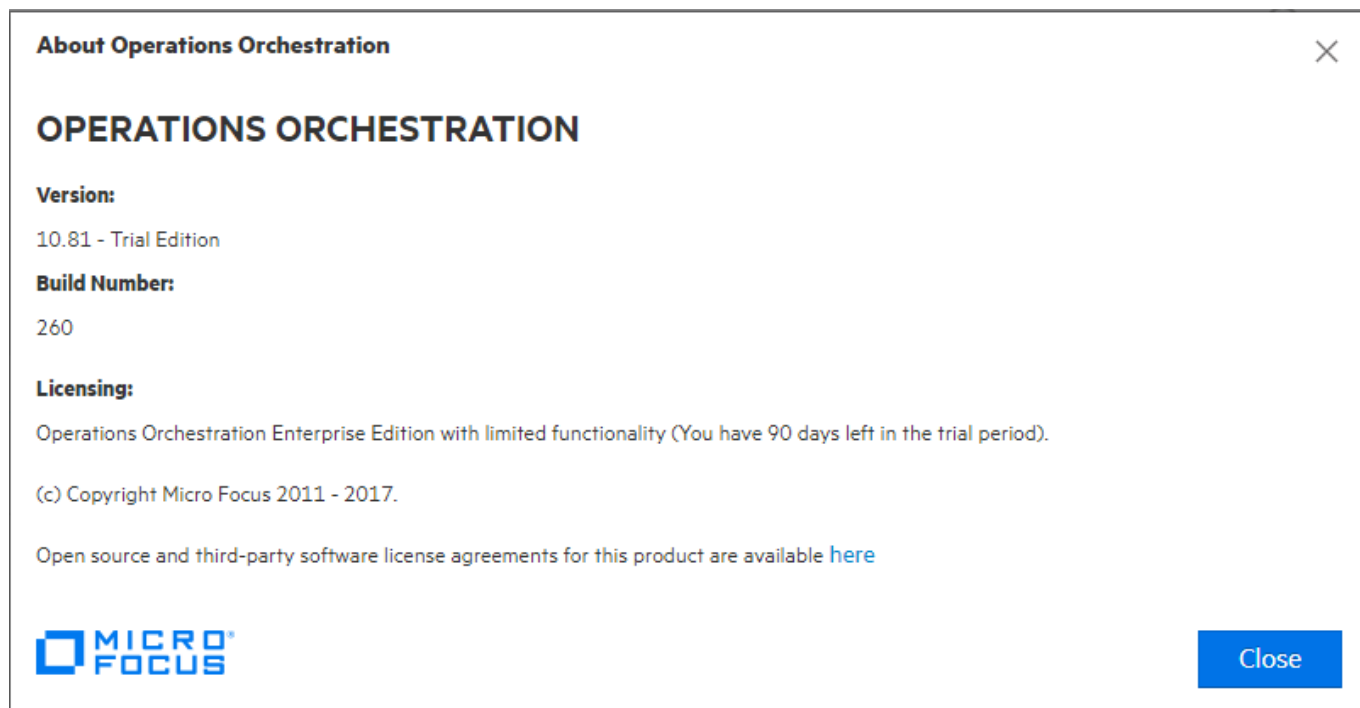 About Operations Orchestration
OPERATIONS ORCHESTRATION
Version:
10.81 - Trial Edition
Build Number:
260
Licensing:
Operations Orchestration Enterprise Edition with limited functionality (You have 90 days left in the trial period).
(c) Copyright Micro Focus 2011 - 2017.
Open source and third-party software license agreements for this product are available here
MICRO®
FOCUS
Close